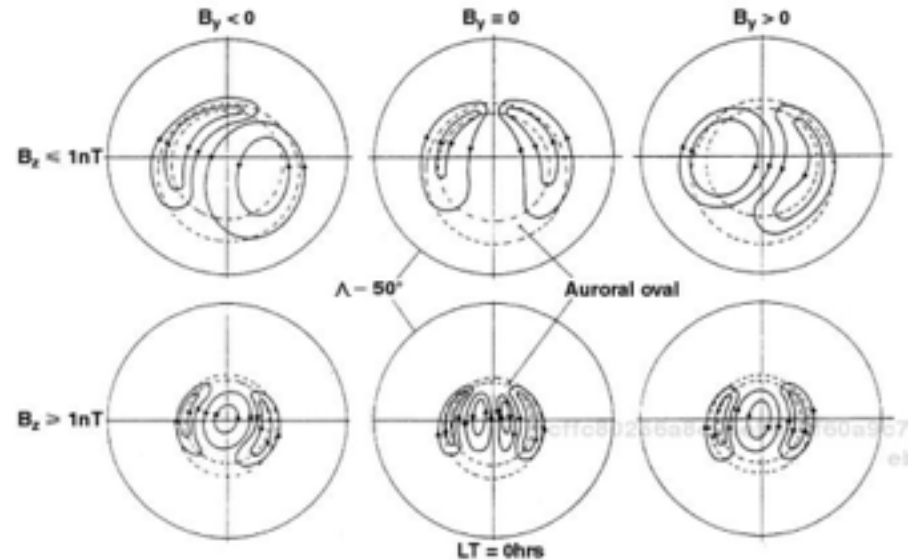 B_y < 0
B_y = 0
B_y > 0
B_z ⩽ 1nT
Λ – 50°
Auroral oval
B_z ⩾ 1nT
LT = 0hrs